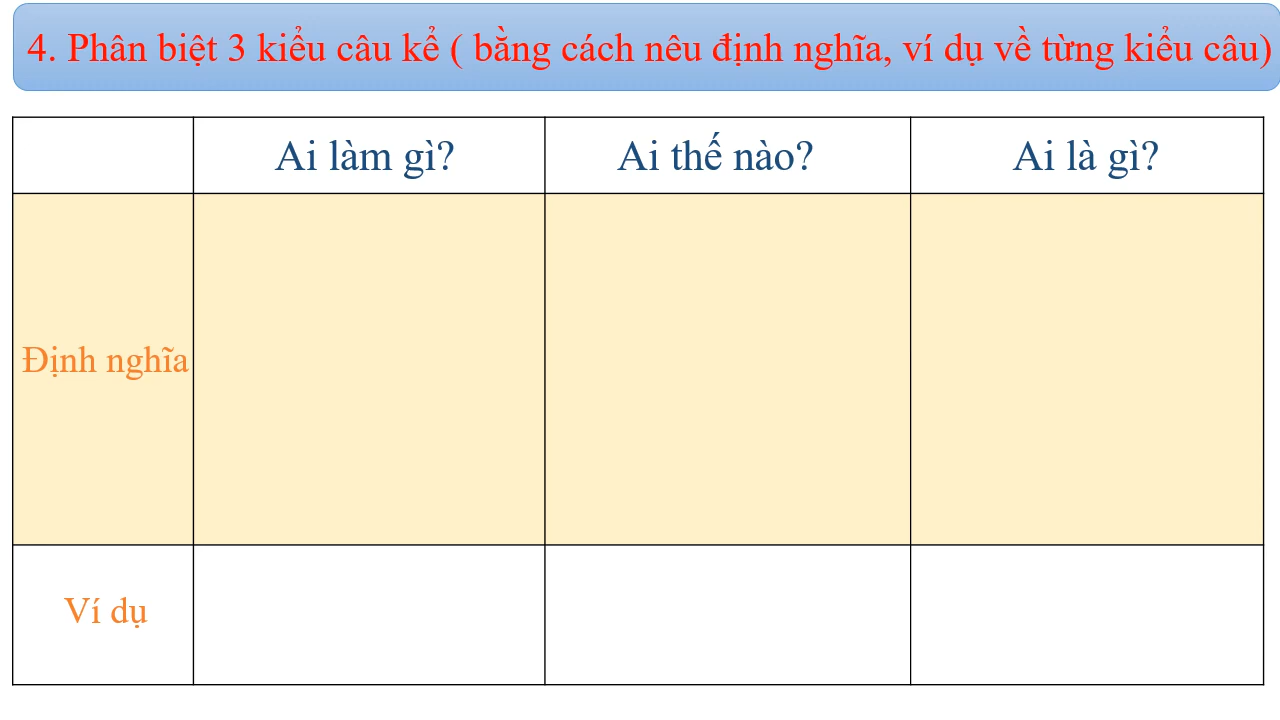 4. Phân biệt 3 kiểu câu kể ( bằng cách nêu định nghĩa, ví dụ về từng kiểu câu)
Ai làm gì?
Ai thế nào?
Ai là gì?
Định nghĩa
Ví dụ